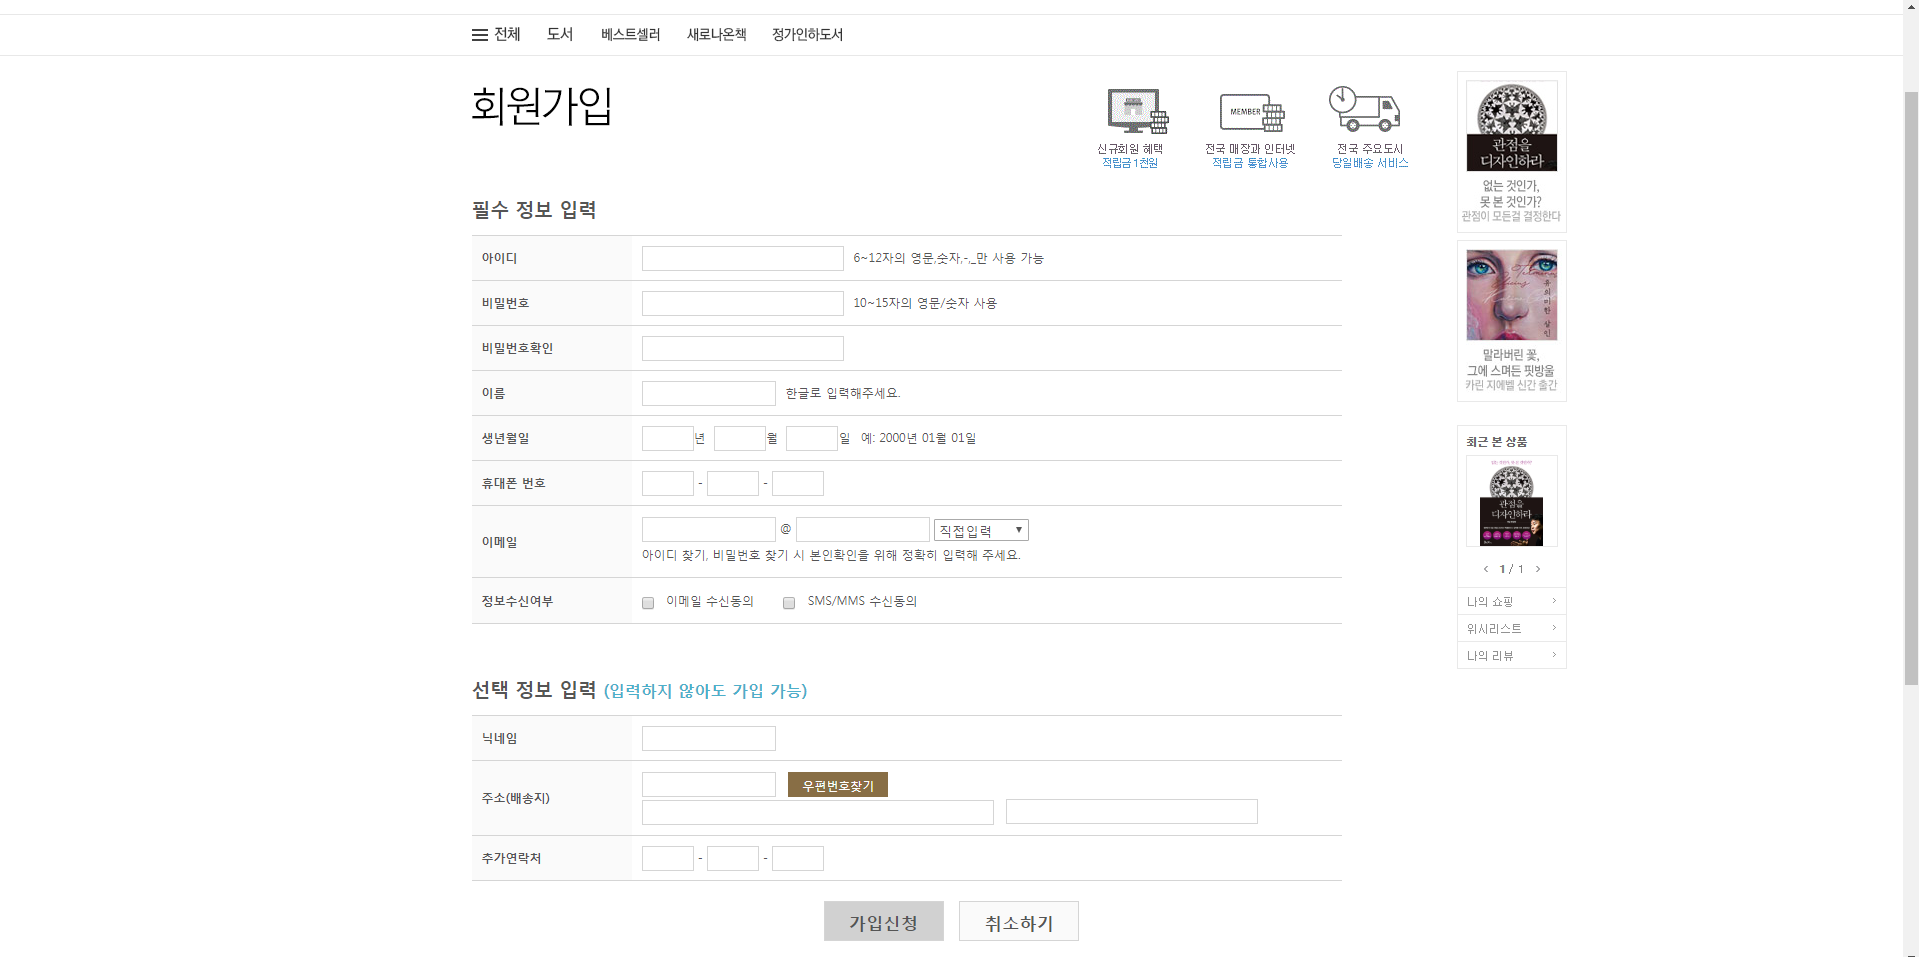 전체 도서 베스트셀러 새로나온책 정가인하도서
회원가입
MEMBER
신규회원 혜택
적립금 1천원
전국 매장과 인터넷
적립금 통합사용
전국 주요도시
당일배송 서비스
필수 정보 입력
아이디 6~12자의 영문,숫자,-,_만 사용 가능
비밀번호 10~15자의 영문/숫자 사용
비밀번호확인
이름 한글로 입력해주세요.
생년월일 년 월 일 예: 2000년 01월 01일
휴대폰 번호 - -
이메일 @ 직접입력
아이디 찾기, 비밀번호 찾기 시 본인확인을 위해 정확히 입력해 주세요.
정보수신여부 이메일 수신동의 SMS/MMS 수신동의
선택 정보 입력 (입력하지 않아도 가입 가능)
닉네임
주소(배송지) 우편번호찾기
추가연락처 - -
가입신청 취소하기
관점을
디자인하라
없는 것인가,
못 본 것인가?
관점이 모든걸 결정한다
유의미한 살인
말라버린 꽃,
그에 스며든 핏방울
카린 지에벨 신간 출간
최근 본 상품
관점을
디자인하라
< 1 / 1 >
나의 쇼핑 >
위시리스트 >
나의 리뷰 >